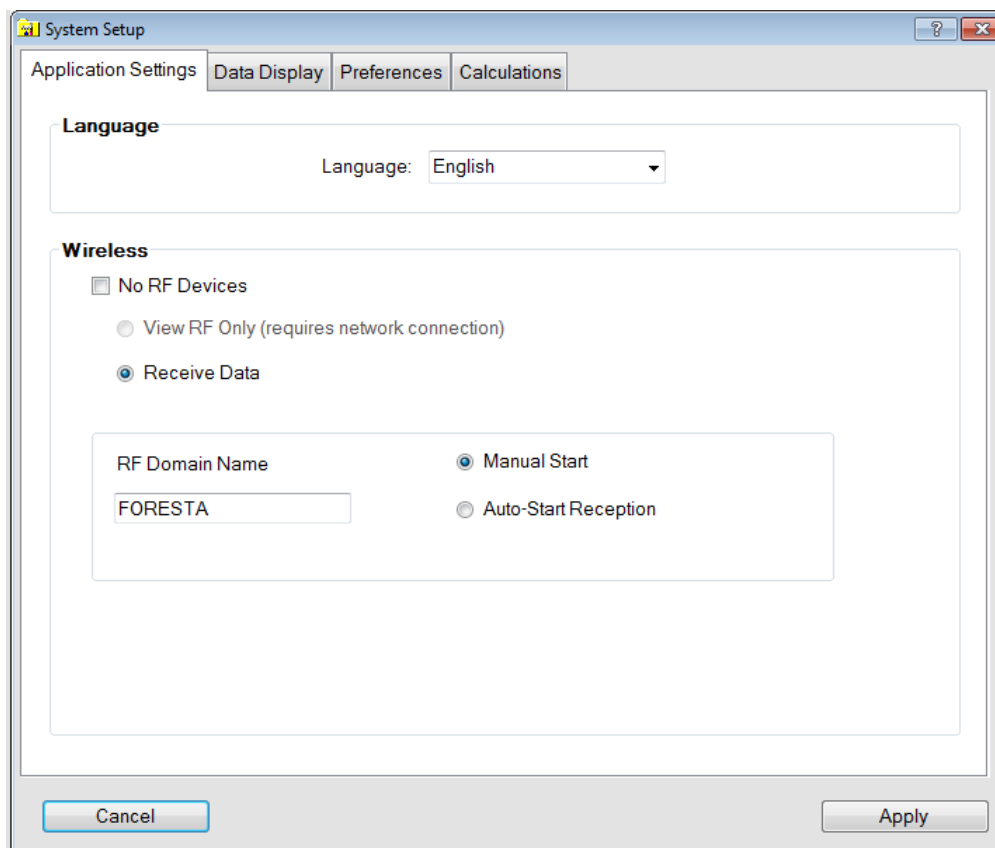 System Setup
Application Settings Data Display Preferences Calculations
Language
Language: English
Wireless
No RF Devices
View RF Only (requires network connection)
Receive Data
RF Domain Name Manual Start
FORESTA Auto-Start Reception
Cancel Apply